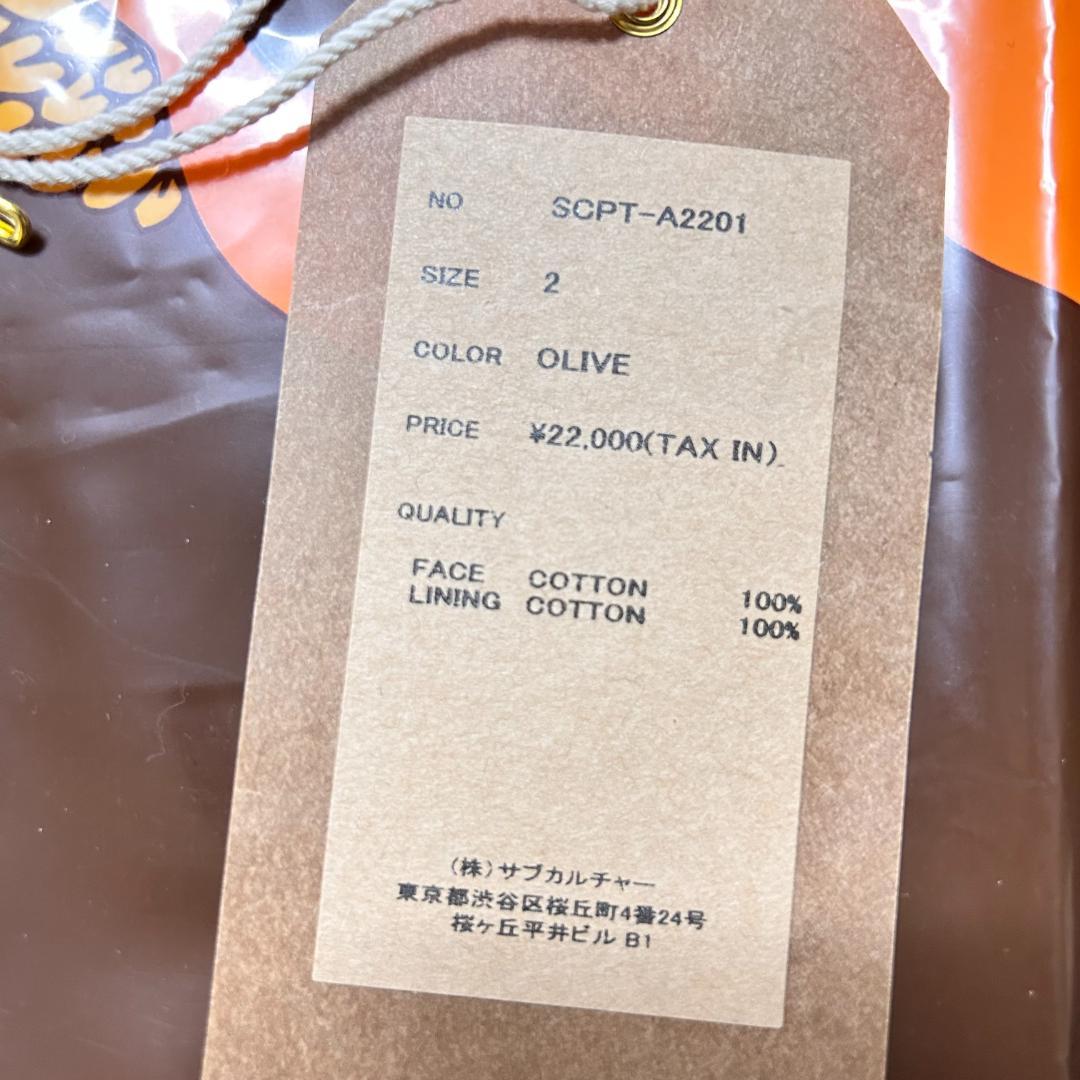 NO SCPT-A2201
SIZE 2
COLOR OLIVE
PRICE ¥22,000(TAX IN)
QUALITY
FACE COTTON 100%
LINING COTTON 100%
(株)サブカルチャー
東京都渋谷区桜丘町4番24号
桜ヶ丘平井ビル B1